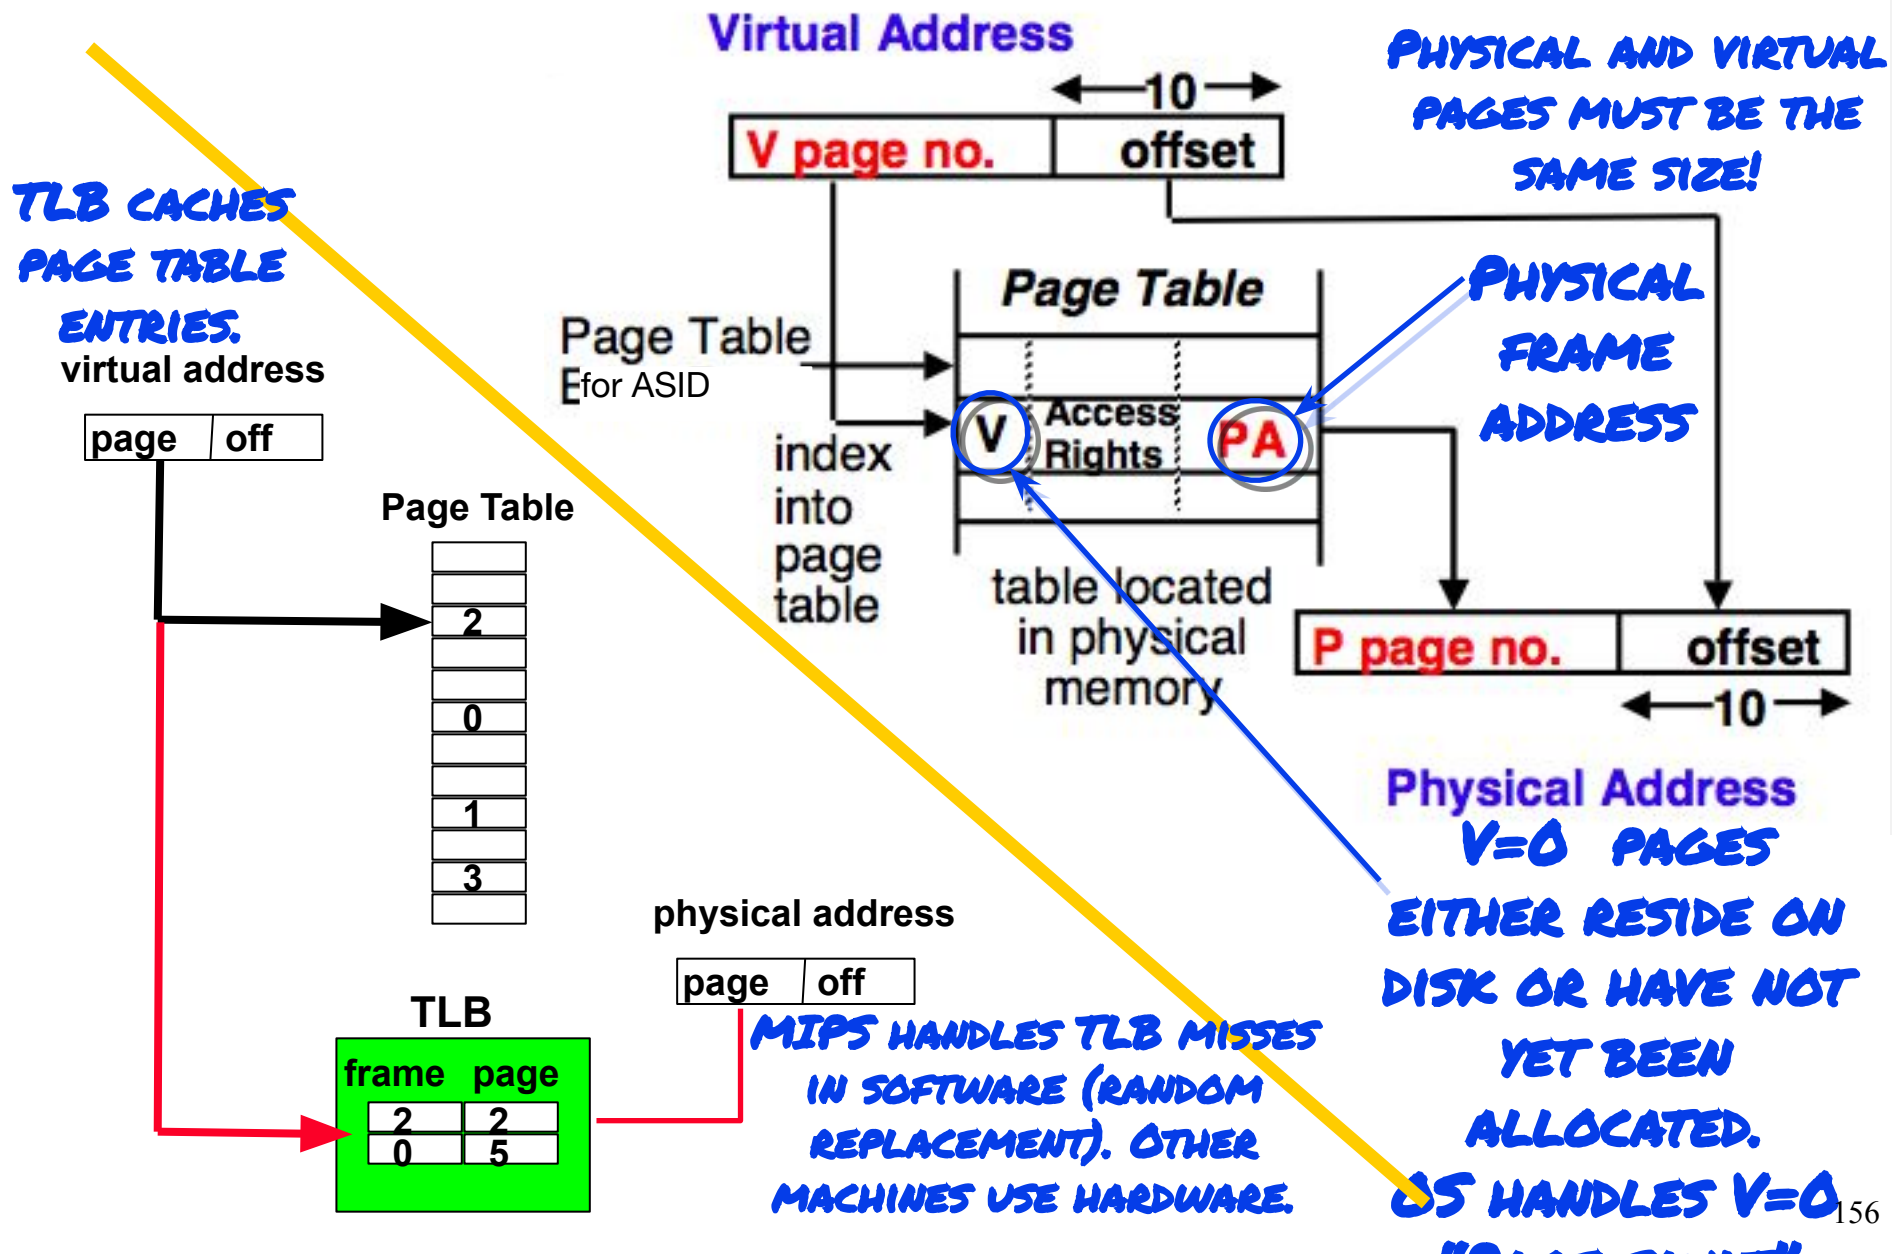 Virtual Address
10
V page no.
offset
PHYSICAL AND VIRTUAL
PAGES MUST BE THE
SAME SIZE!
TLB CACHES
PAGE TABLE
ENTRIES.
virtual address
page
off
Page Table
2
0
1
3
TLB
frame
page
2
2
0
5
physical address
page
off
MIPS HANDLES TLB MISSES
IN SOFTWARE (RANDOM
REPLACEMENT). OTHER
MACHINES USE HARDWARE.
Page Table
for ASID
index
into
page
table
Page Table
V
Access
Rights
PA
table located
in physical
memory
PHYSICAL
FRAME
ADDRESS
P page no.
offset
10
Physical Address
V=0 PAGES
EITHER RESIDE ON
DISK OR HAVE NOT
YET BEEN
ALLOCATED.
OS HANDLES V=0
156